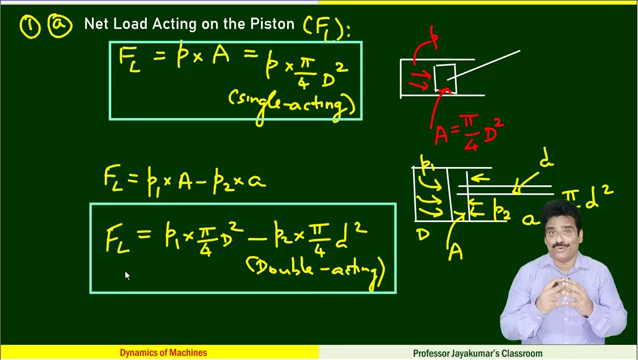 ① ⓐ Net Load Acting on the Piston (F_L):
F_L = p × A = p × π/4 D²
(single-acting)
p
A = π/4 D²
F_L = p₁ × A − p₂ × a
F_L = p₁ × π/4 D² − p₂ × π/4 d²
(Double-acting)
p₁
d
p₂
D
A
a
π
d²
Dynamics of Machines
Professor Jayakumar's Classroom